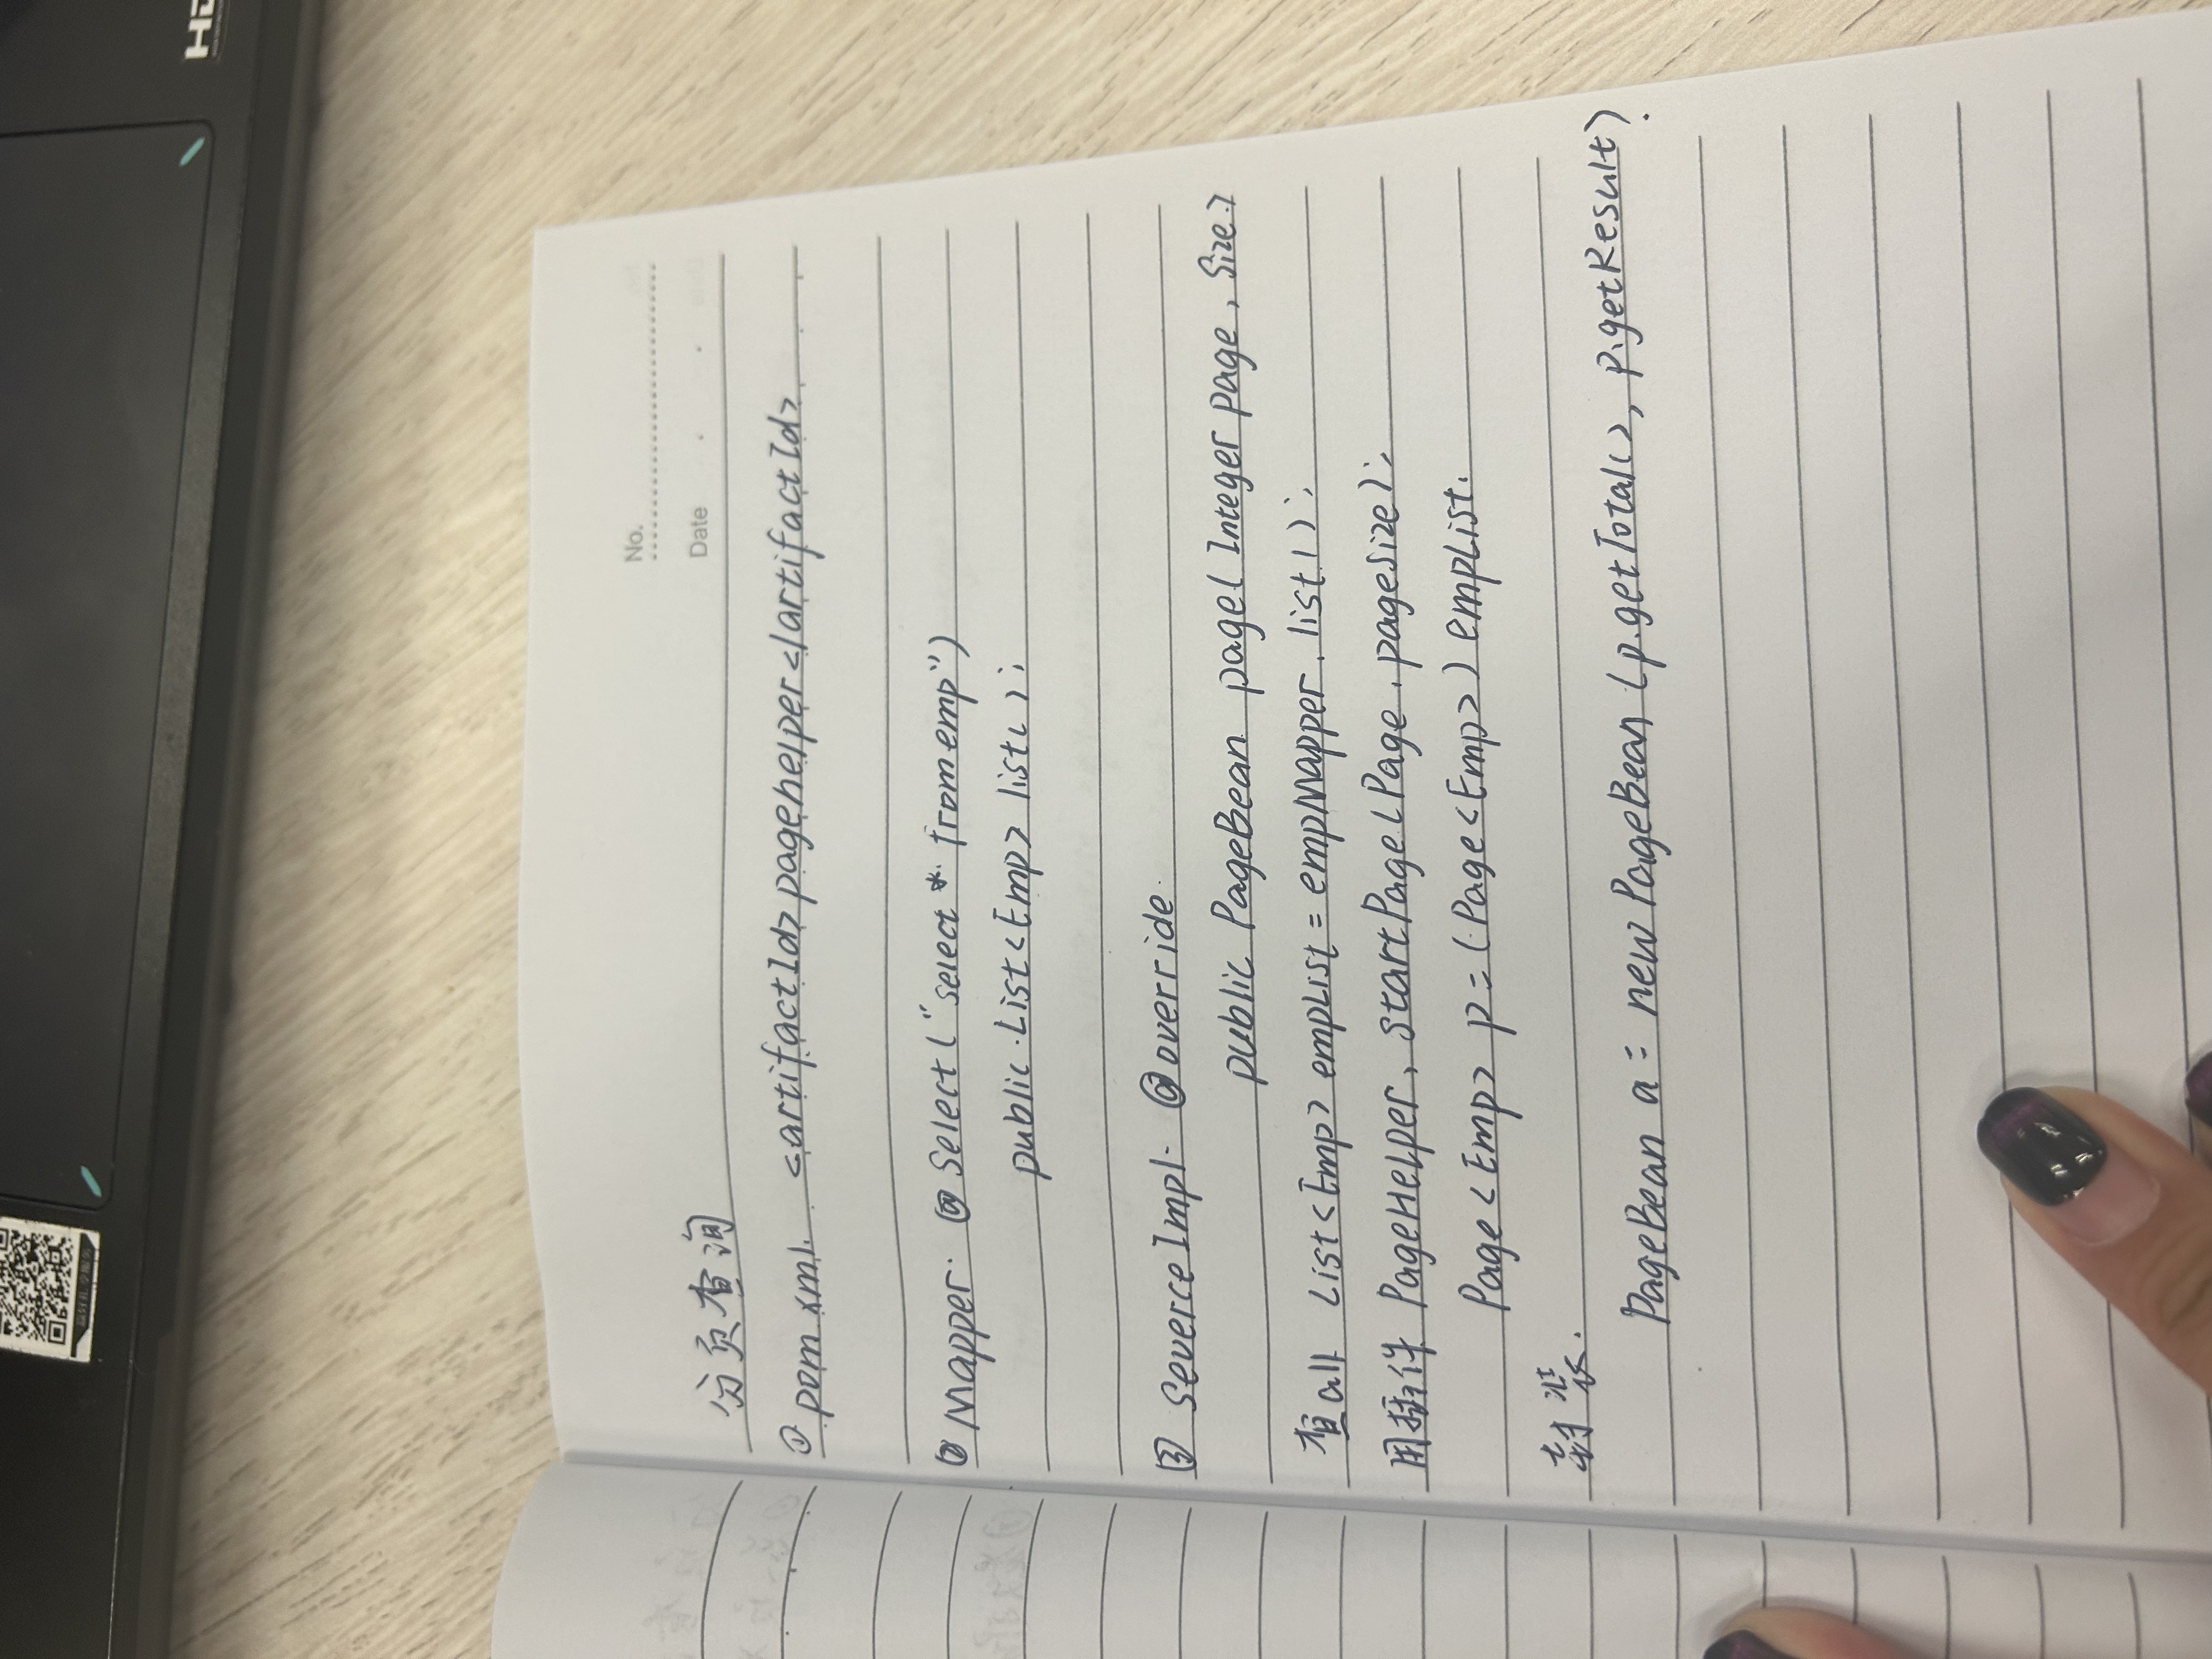 HD
No.
Date
分页查询
① pom xml. <artifactId>pagehelper</artifactId>
② Mapper. @Select("select * from emp")
public List<Emp> list();
③ SeverceImpl. @override.
public PageBean page(Integer page, Size)
查all List<Emp> empList = empMapper.list();
用插件 PageHelper, startPage(Page, pageSize);
Page<Emp> p=(Page<Emp>) empList.
封装.
PageBean a = new PageBean (p.getTotal(), p.getResult)